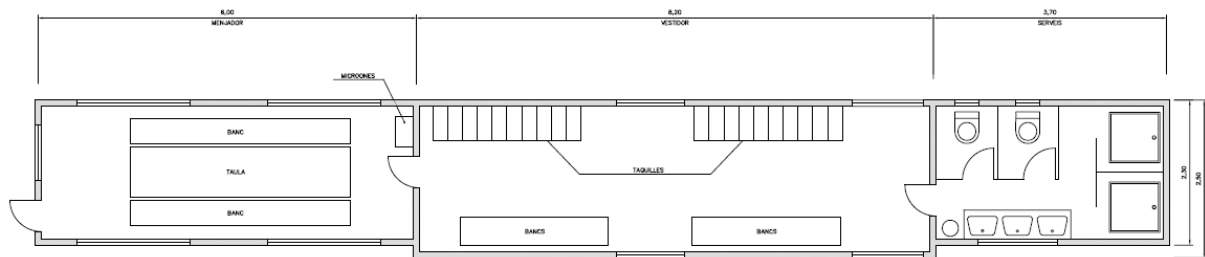 6,00
MENJADOR
8,20
VESTIDOR
3,70
SERVEIS
MICROONES
BANC
TAULA
BANC
TAQUILLES
BANCS
BANCS
2,30
2,50